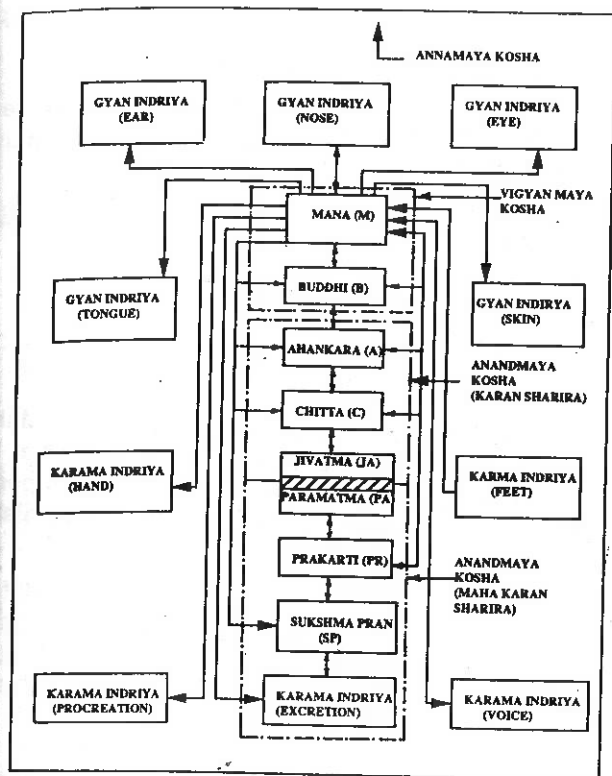 ANNAMAYA KOSHA
GYAN INDRIYA
(EAR)
GYAN INDRIYA
(NOSE)
GYAN INDRIYA
(EYE)
VIGYAN MAYA
KOSHA
MANA (M)
BUDDHI (B)
GYAN INDRIYA
(TONGUE)
GYAN INDIRYA
(SKIN)
AHANKARA (A)
ANANDMAYA
KOSHA
(KARAN SHARIRA)
CHITTA (C)
JIVATMA (JA)
PARAMATMA (PA
KARAMA INDRIYA
(HAND)
KARMA INDRIYA
(FEET)
PRAKARTI (PR)
ANANDMAYA
KOSHA
(MAHA KARAN
SHARIRA)
SUKSHMA PRAN
(SP)
KARAMA INDRIYA
(PROCREATION)
KARAMA INDRIYA
(EXCRETION)
KARAMA INDRIYA
(VOICE)